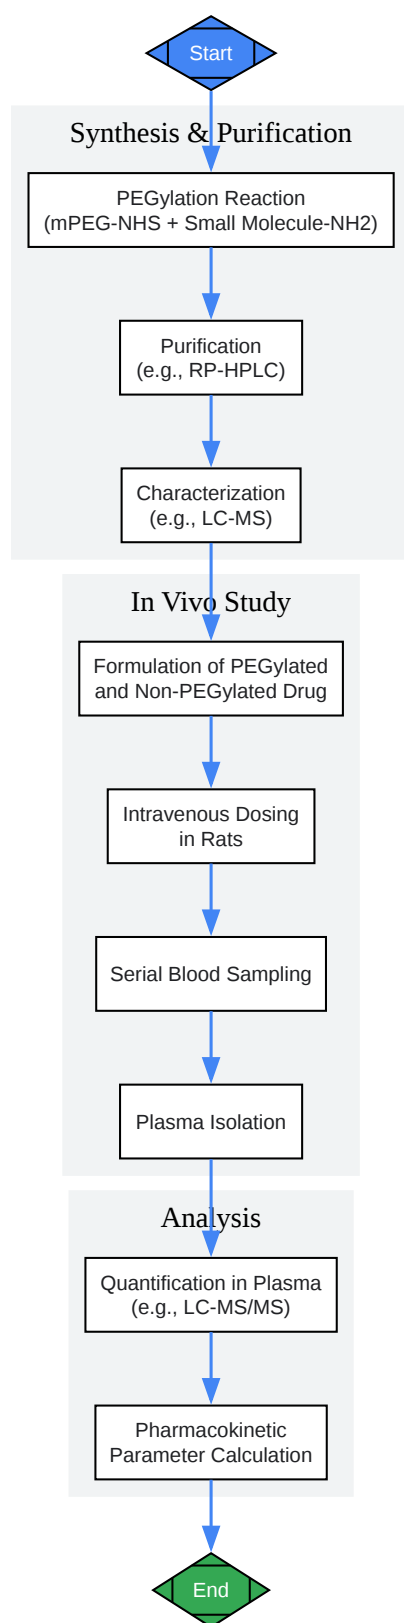 Start
Synthesis & Purification
PEGylation Reaction
(mPEG-NHS + Small Molecule-NH2)
Purification
(e.g., RP-HPLC)
Characterization
(e.g., LC-MS)
In Vivo Study
Formulation of PEGylated
and Non-PEGylated Drug
Intravenous Dosing
in Rats
Serial Blood Sampling
Plasma Isolation
Analysis
Quantification in Plasma
(e.g., LC-MS/MS)
Pharmacokinetic
Parameter Calculation
End